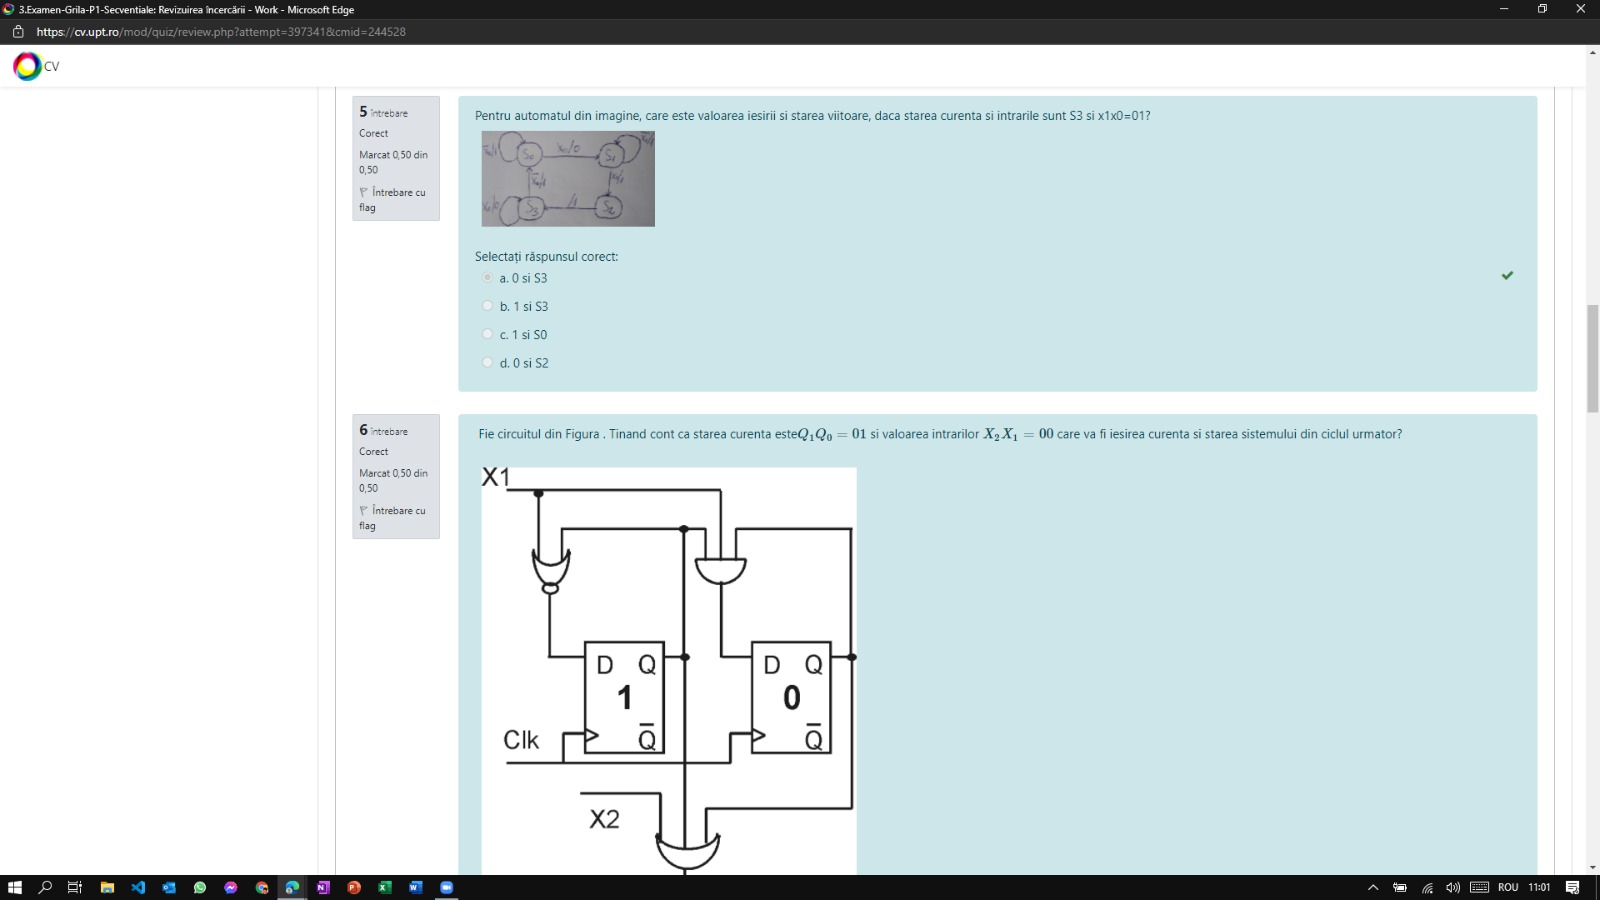 3.Examen-Grila-P1-Secventiale: Revizuirea încercării - Work - Microsoft Edge
https://cv.upt.ro/mod/quiz/review.php?attempt=397341&cmid=244528
CV
5 Întrebare
Corect
Marcat 0,50 din
0,50
Întrebare cu
flag
Pentru automatul din imagine, care este valoarea iesirii si starea viitoare, daca starea curenta si intrarile sunt S3 si x1x0=01?
S0
S1
S3
S2
Selectați răspunsul corect:
a. 0 si S3
b. 1 si S3
c. 1 si S0
d. 0 si S2
6 Întrebare
Corect
Marcat 0,50 din
0,50
Întrebare cu
flag
Fie circuitul din Figura . Tinand cont ca starea curenta esteQ₁Q₀ = 01 si valoarea intrarilor X₂X₁ = 00 care va fi iesirea curenta si starea sistemului din ciclul urmator?
X1
D Q
1
Q̅
D Q
0
Q̅
Clk
X2
ROU 11:01